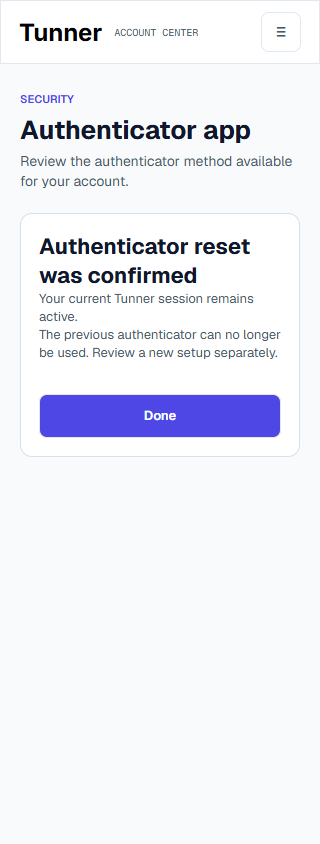 Tunner ACCOUNT CENTER
☰
SECURITY
Authenticator app
Review the authenticator method available
for your account.
Authenticator reset
was confirmed
Your current Tunner session remains
active.
The previous authenticator can no longer
be used. Review a new setup separately.
Done